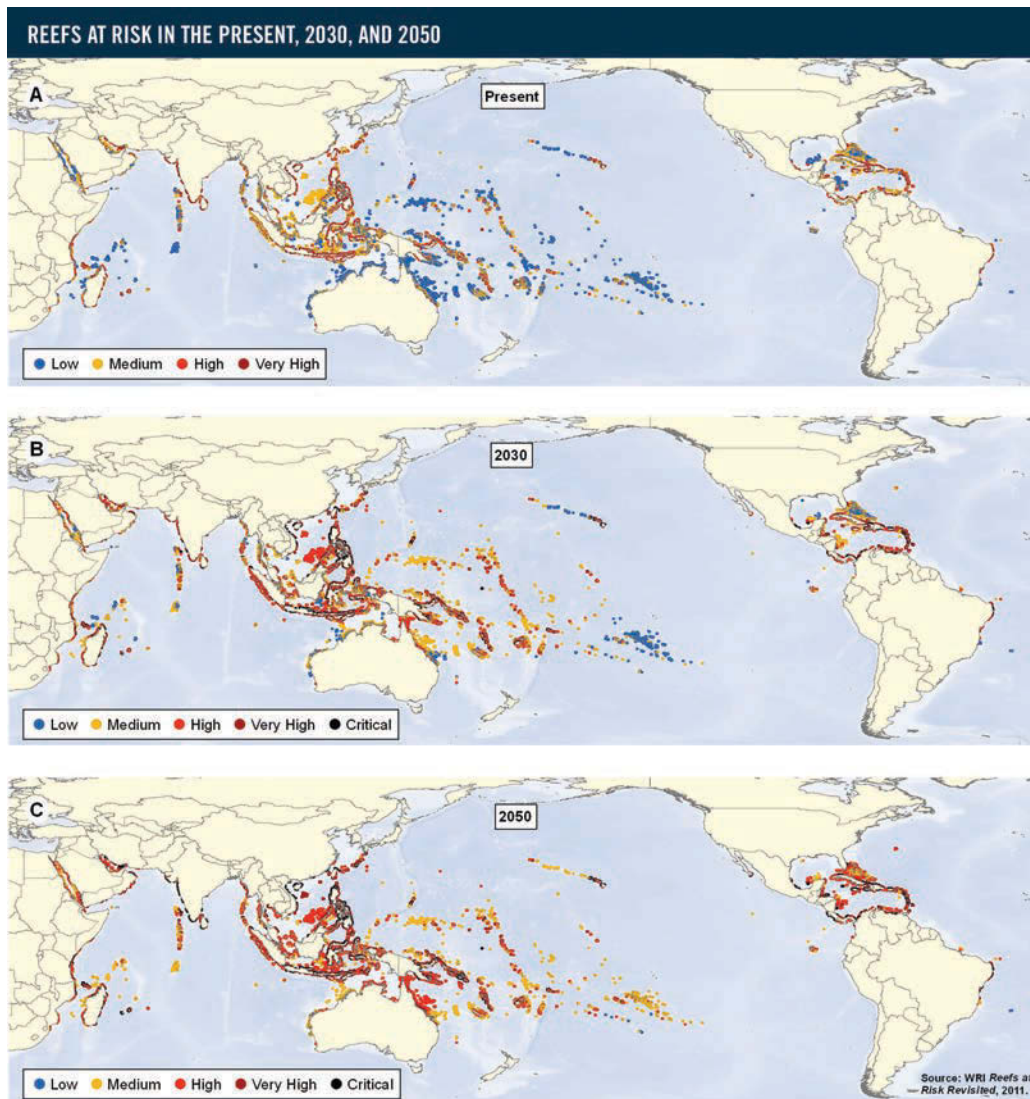 REEFS AT RISK IN THE PRESENT, 2030, AND 2050
A
Present
Low Medium High Very High
B
2030
Low Medium High Very High Critical
C
2050
Low Medium High Very High Critical
Source: WRI Reefs at
Risk Revisited, 2011.